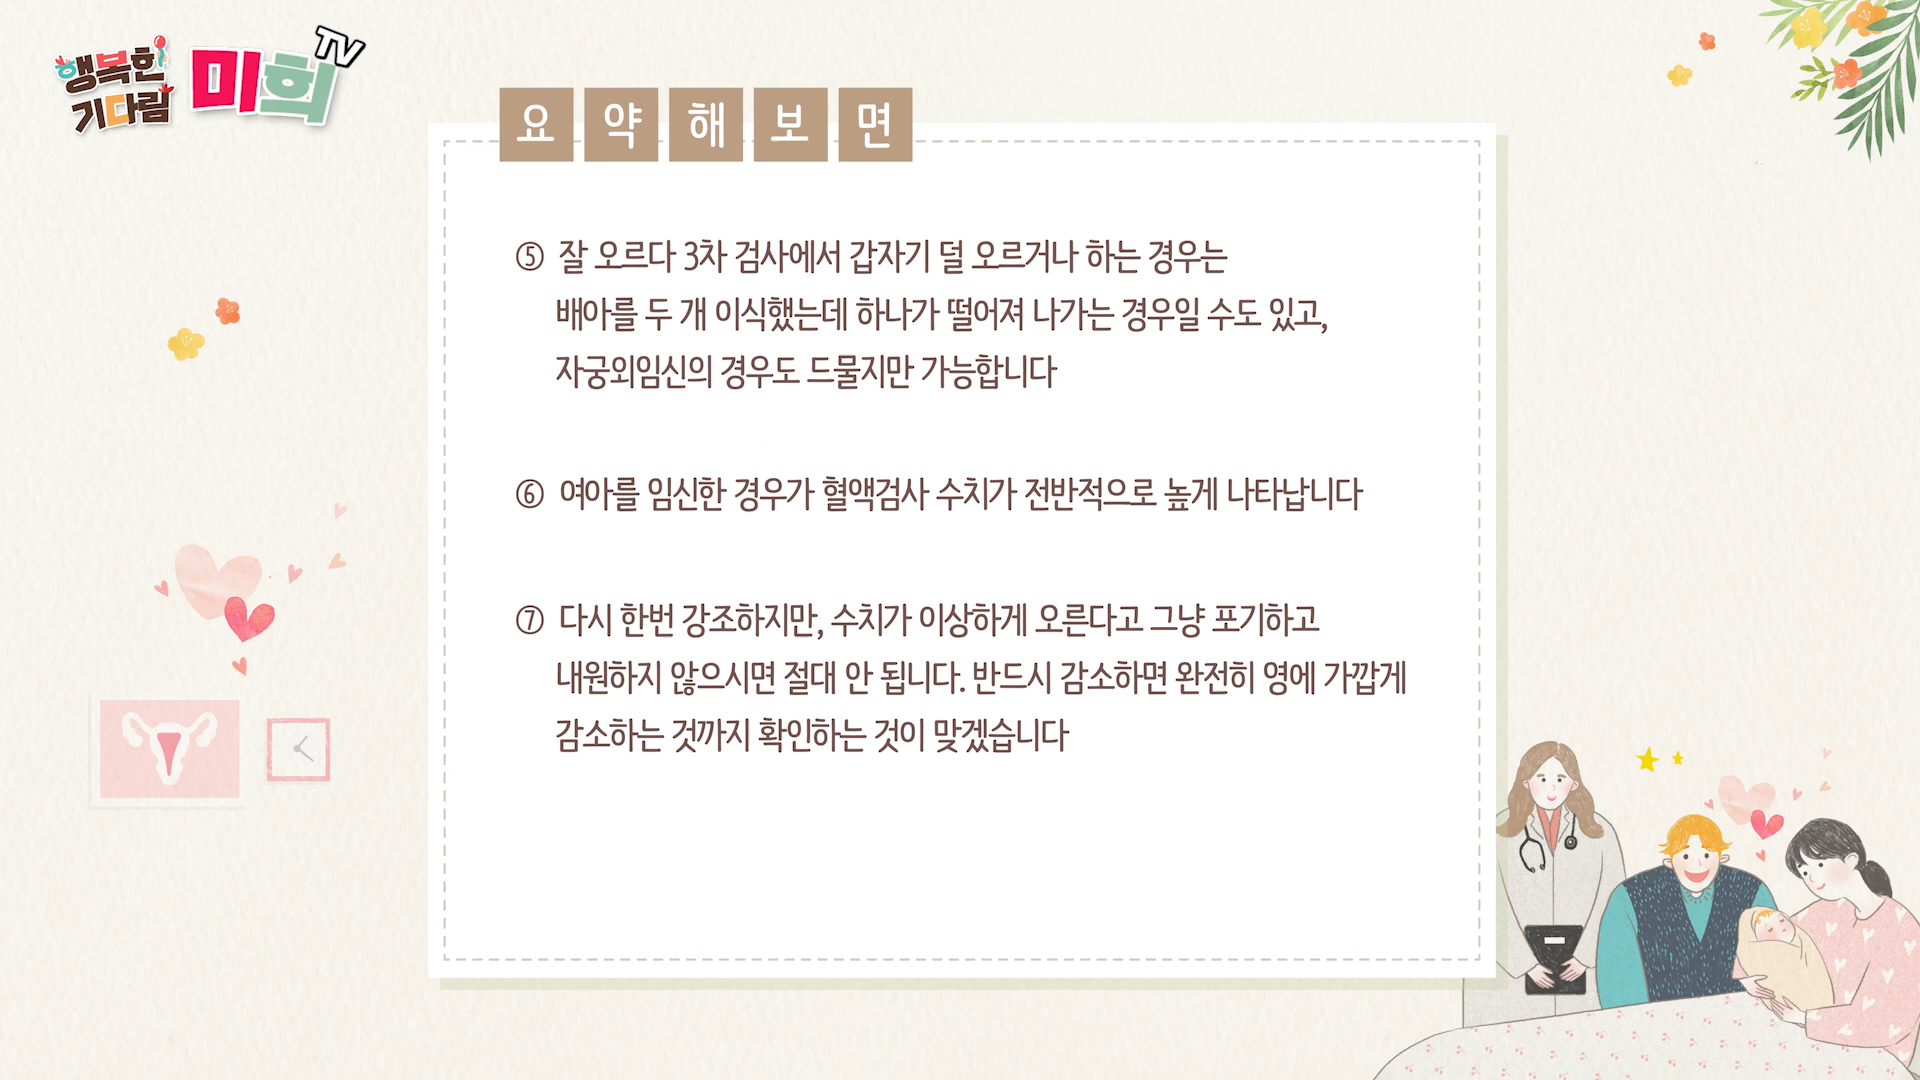 행복한
기다림
미희 TV
요약해보면
⑤ 잘 오르다 3차 검사에서 갑자기 덜 오르거나 하는 경우는
배아를 두 개 이식했는데 하나가 떨어져 나가는 경우일 수도 있고,
자궁외임신의 경우도 드물지만 가능합니다
⑥ 여아를 임신한 경우가 혈액검사 수치가 전반적으로 높게 나타납니다
⑦ 다시 한번 강조하지만, 수치가 이상하게 오른다고 그냥 포기하고
내원하지 않으시면 절대 안 됩니다. 반드시 감소하면 완전히 영에 가깝게
감소하는 것까지 확인하는 것이 맞겠습니다